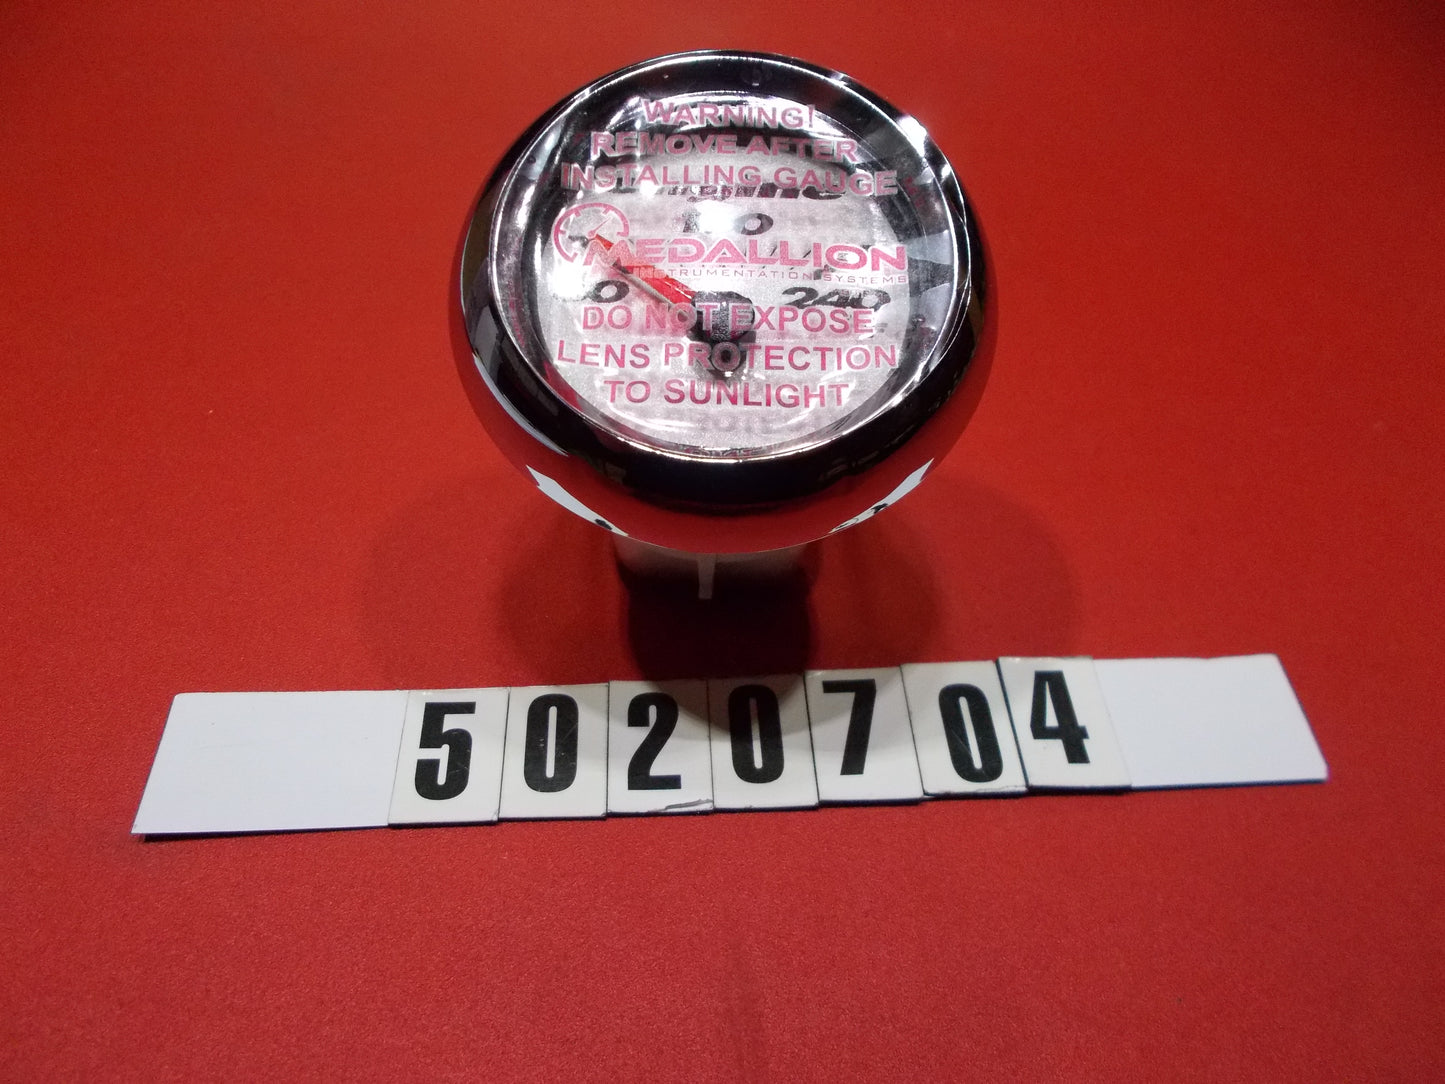 WARNING!
REMOVE AFTER
INSTALLING GAUGE
MEDALLION
INSTRUMENTATION SYSTEMS
240
DO NOT EXPOSE
LENS PROTECTION
TO SUNLIGHT
5020704